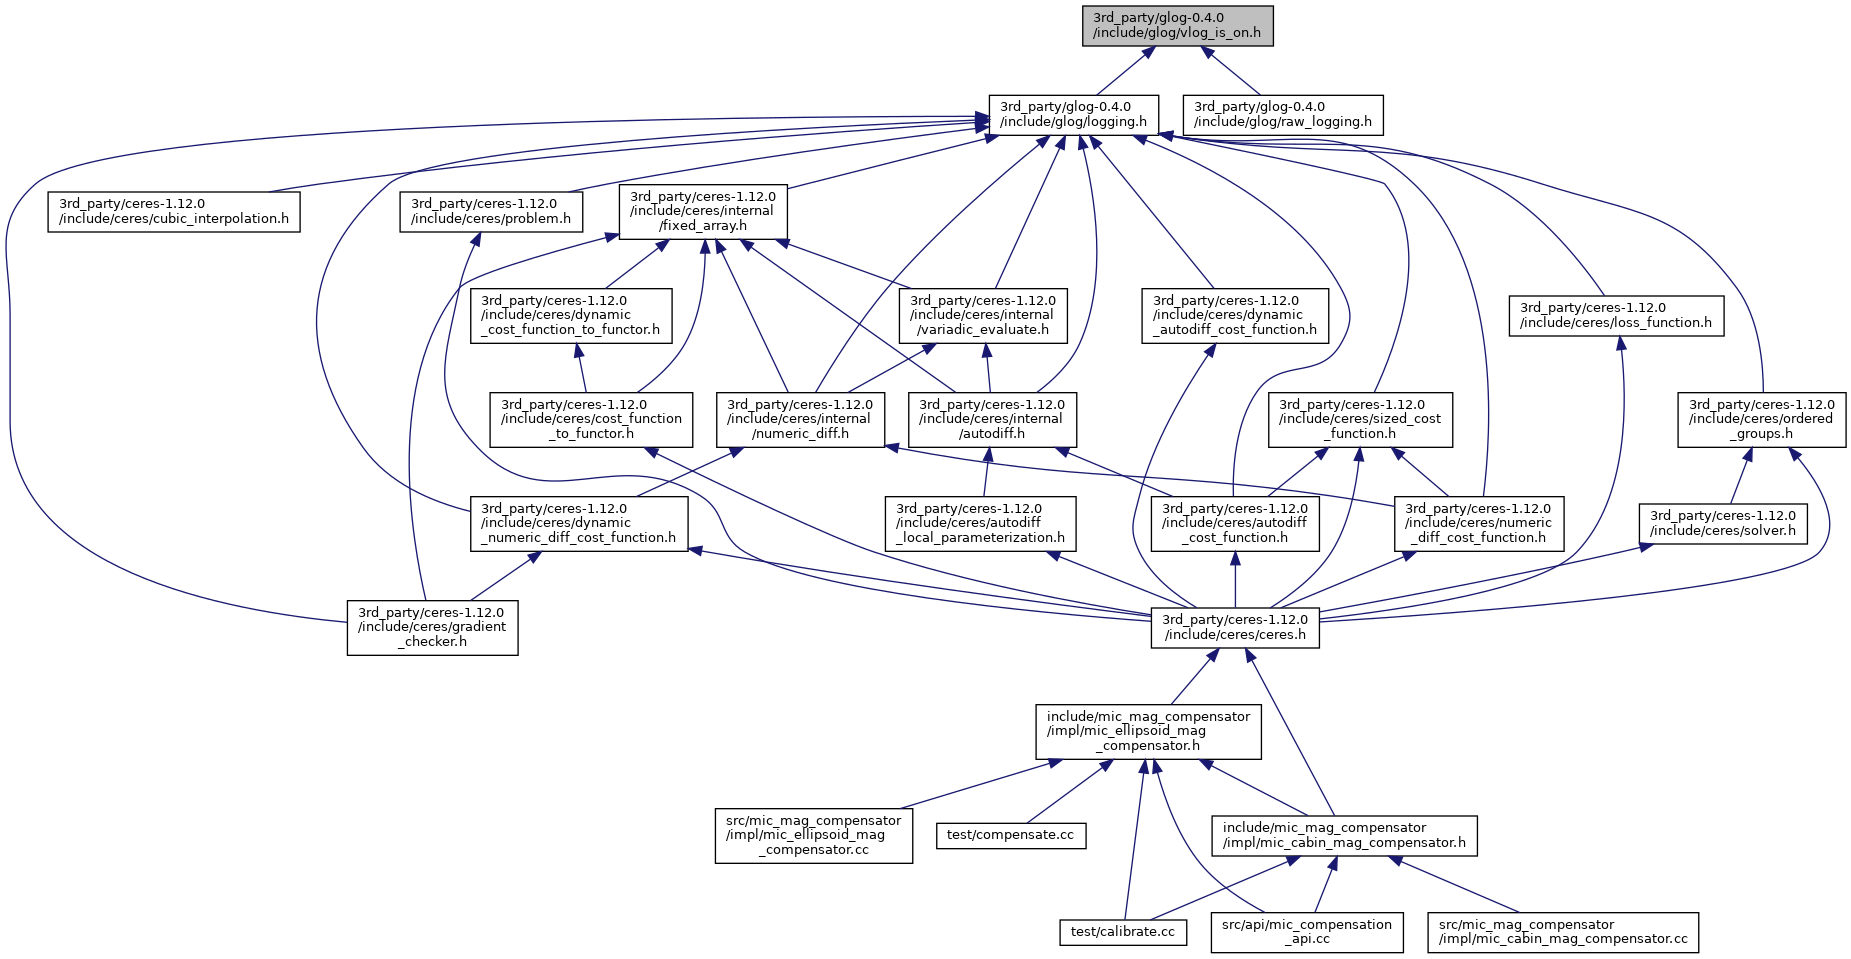 3rd_party/glog-0.4.0
/include/glog/vlog_is_on.h
3rd_party/glog-0.4.0
/include/glog/logging.h
3rd_party/glog-0.4.0
/include/glog/raw_logging.h
3rd_party/ceres-1.12.0
/include/ceres/cubic_interpolation.h
3rd_party/ceres-1.12.0
/include/ceres/problem.h
3rd_party/ceres-1.12.0
/include/ceres/internal
/fixed_array.h
3rd_party/ceres-1.12.0
/include/ceres/dynamic
_cost_function_to_functor.h
3rd_party/ceres-1.12.0
/include/ceres/internal
/variadic_evaluate.h
3rd_party/ceres-1.12.0
/include/ceres/dynamic
_autodiff_cost_function.h
3rd_party/ceres-1.12.0
/include/ceres/loss_function.h
3rd_party/ceres-1.12.0
/include/ceres/cost_function
_to_functor.h
3rd_party/ceres-1.12.0
/include/ceres/internal
/numeric_diff.h
3rd_party/ceres-1.12.0
/include/ceres/internal
/autodiff.h
3rd_party/ceres-1.12.0
/include/ceres/sized_cost
_function.h
3rd_party/ceres-1.12.0
/include/ceres/ordered
_groups.h
3rd_party/ceres-1.12.0
/include/ceres/dynamic
_numeric_diff_cost_function.h
3rd_party/ceres-1.12.0
/include/ceres/autodiff
_local_parameterization.h
3rd_party/ceres-1.12.0
/include/ceres/autodiff
_cost_function.h
3rd_party/ceres-1.12.0
/include/ceres/numeric
_diff_cost_function.h
3rd_party/ceres-1.12.0
/include/ceres/solver.h
3rd_party/ceres-1.12.0
/include/ceres/gradient
_checker.h
3rd_party/ceres-1.12.0
/include/ceres/ceres.h
include/mic_mag_compensator
/impl/mic_ellipsoid_mag
_compensator.h
src/mic_mag_compensator
/impl/mic_ellipsoid_mag
_compensator.cc
test/compensate.cc
include/mic_mag_compensator
/impl/mic_cabin_mag_compensator.h
test/calibrate.cc
src/api/mic_compensation
_api.cc
src/mic_mag_compensator
/impl/mic_cabin_mag_compensator.cc